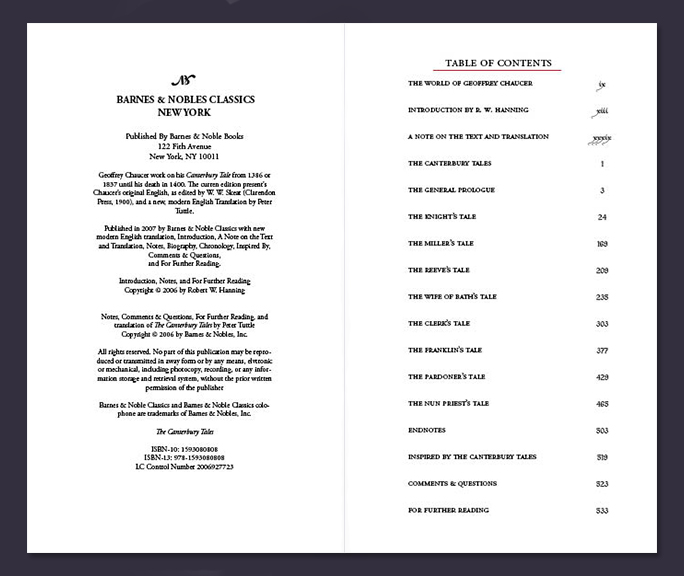 BARNES & NOBLES CLASSICS
NEW YORK
Published By Barnes & Noble Books
122 Fith Avenue
New York, NY 10011
Geoffrey Chaucer work on his Canterbury Tale from 1386 or
1837 until his death in 1400. The curren edition present's
Chaucer's original English, as edited by W. W. Skeat (Clarendon
Press, 1900), and a new, modern English Translation by Peter
Tuttle.
Published in 2007 by Barnes & Noble Classics with new
modern English translation, Introduction, A Note on the Text
and Translation, Notes, Biography, Chronology, Inspired By,
Comments & Questions,
and For Further Reading.
Introduction, Notes, and For Further Reading
Copyright © 2006 by Robert W. Hanning
Notes, Comments & Questions, For Further Reading, and
translation of The Canterbury Tales by Peter Tuttle
Copyright © 2006 by Barnes & Noble, Inc.
All rights reserved. No part of this publication may be repro-
duced or transmitted in away form or by any means, elvtronic
or mechanical, including photocopy, recording, or any infor-
mation storage and retrieval system, without the prior written
permission of the publisher
Barnes & Noble Classics and Barnes & Noble Classics colo-
phone are trademarks of Barnes & Nobles, Inc.
The Canterbury Tales
ISBN-10: 1593080808
ISBN-13: 978-1593080808
LC Control Number 2006927723
TABLE OF CONTENTS
THE WORLD OF GEOFFREY CHAUCER ix
INTRODUCTION BY R. W. HANNING xiii
A NOTE ON THE TEXT AND TRANSLATION xxxix
THE CANTERBURY TALES 1
THE GENERAL PROLOGUE 3
THE KNIGHT'S TALE 24
THE MILLER'S TALE 169
THE REEVE'S TALE 209
THE WIFE OF BATH'S TALE 235
THE CLERK'S TALE 303
THE FRANKLIN'S TALE 377
THE PARDONER'S TALE 429
THE NUN PRIEST'S TALE 465
ENDNOTES 503
INSPIRED BY THE CANTERBURY TALES 519
COMMENTS & QUESTIONS 523
FOR FURTHER READING 533